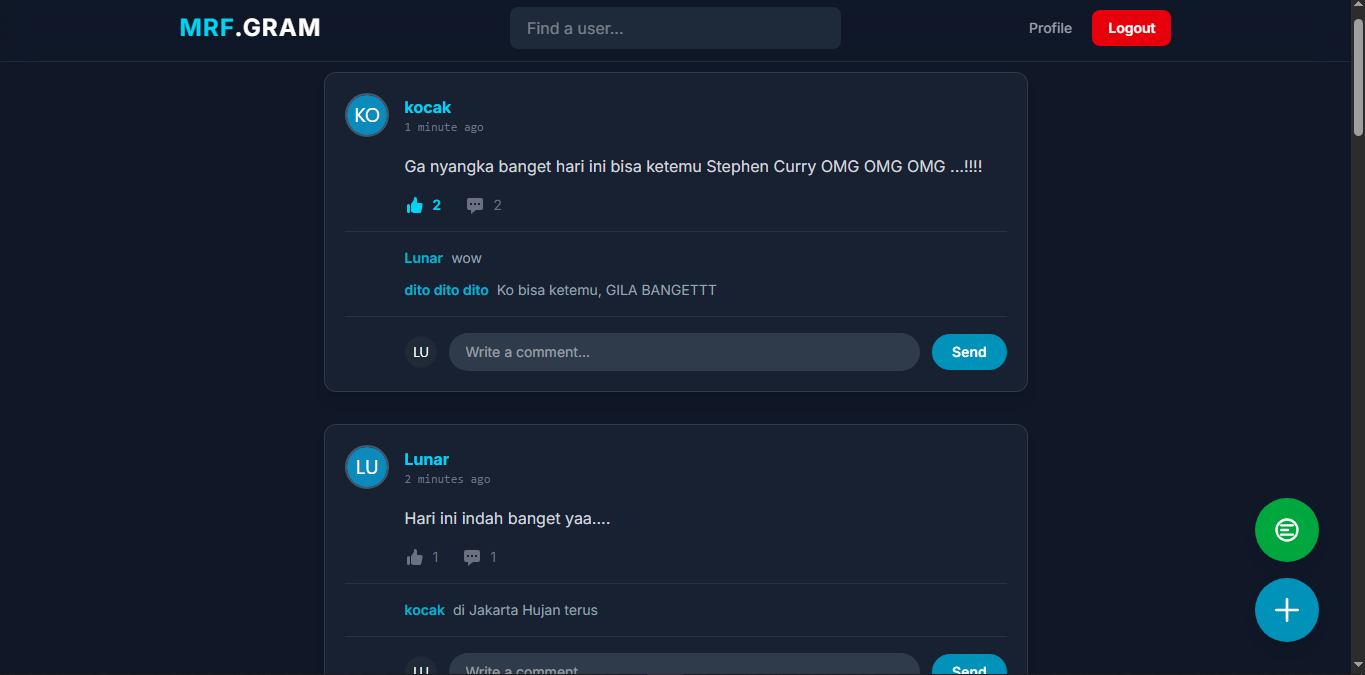 MRF.GRAM Find a user... Profile Logout
KO kocak
1 minute ago
Ga nyangka banget hari ini bisa ketemu Stephen Curry OMG OMG OMG ...!!!!
2 2
Lunar wow
dito dito dito Ko bisa ketemu, GILA BANGETTT
LU Write a comment... Send
LU Lunar
2 minutes ago
Hari ini indah banget yaa....
1 1
kocak di Jakarta Hujan terus
LU Write a comment... Send